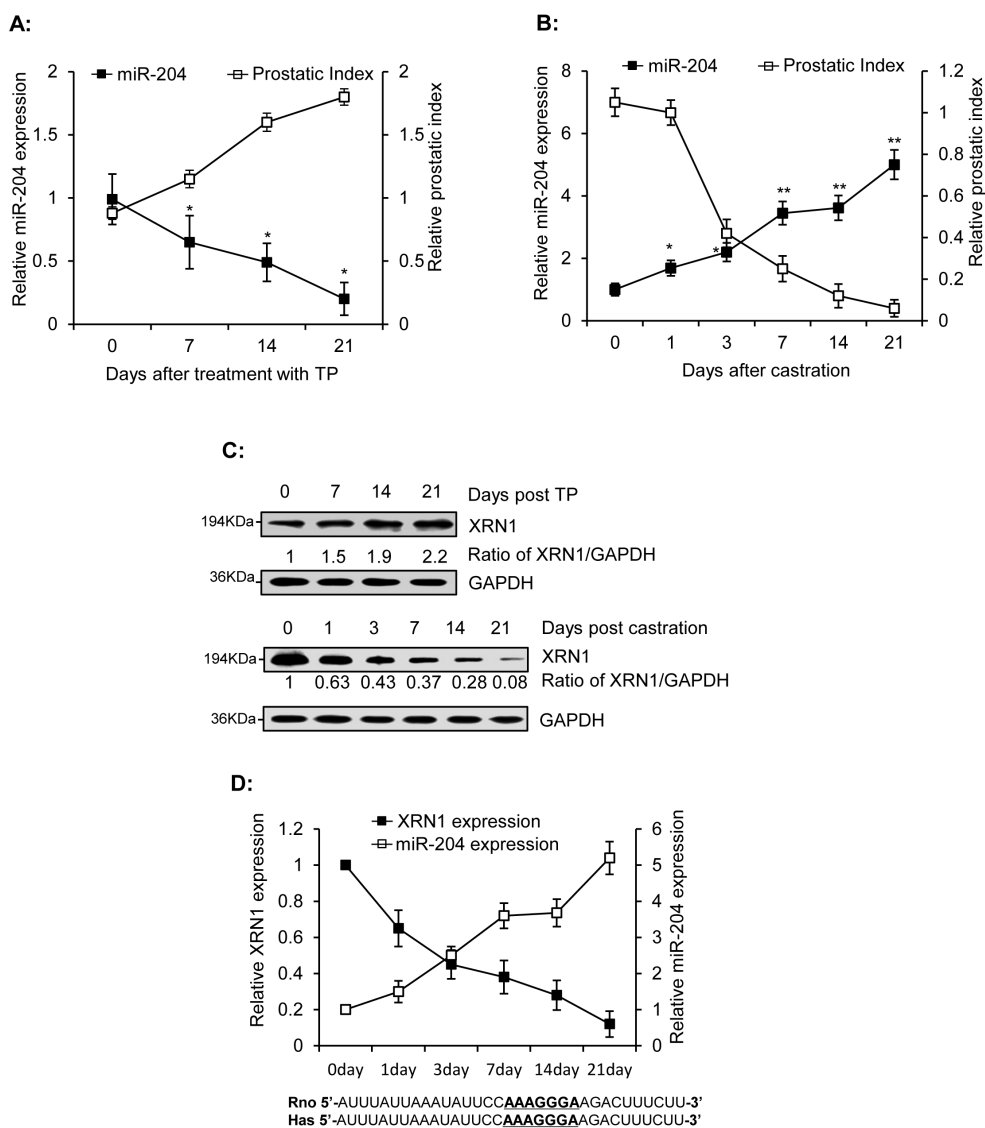 A:
miR-204 Prostatic Index
Relative miR-204 expression
2
1.5
1
0.5
0
2
1.5
1
0.5
0
Relative prostatic index
0 7 14 21
* * *
Days after treatment with TP
B:
miR-204 Prostatic Index
Relative miR-204 expression
8
6
4
2
0
1.2
1
0.8
0.6
0.4
0.2
0
Relative prostatic index
* * ** ** **
0 1 3 7 14 21
Days after castration
C:
0 7 14 21 Days post TP
194KDa XRN1
1 1.5 1.9 2.2 Ratio of XRN1/GAPDH
36KDa GAPDH
0 1 3 7 14 21 Days post castration
194KDa XRN1
1 0.63 0.43 0.37 0.28 0.08 Ratio of XRN1/GAPDH
36KDa GAPDH
D:
XRN1 expression
miR-204 expression
Relative XRN1 expression
1.2
1
0.8
0.6
0.4
0.2
0
6
5
4
3
2
1
0
Relative miR-204 expression
0day 1day 3day 7day 14day 21day
Rno 5’-AUUUAUUAAAUAUUCCAAAGGGAAGACUUUCUU-3’
Has 5’-AUUUAUUAAAUAUUCCAAAGGGAAGACUUUCUU-3’